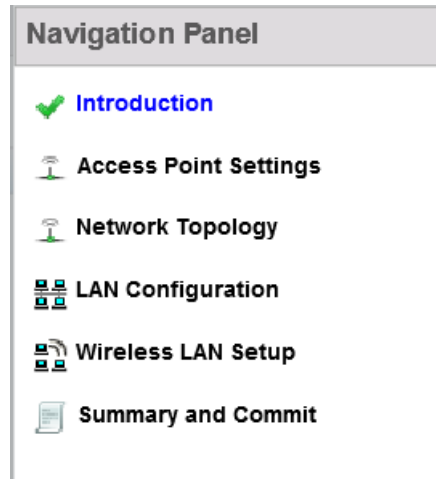 Navigation Panel
Introduction
Access Point Settings
Network Topology
LAN Configuration
Wireless LAN Setup
Summary and Commit